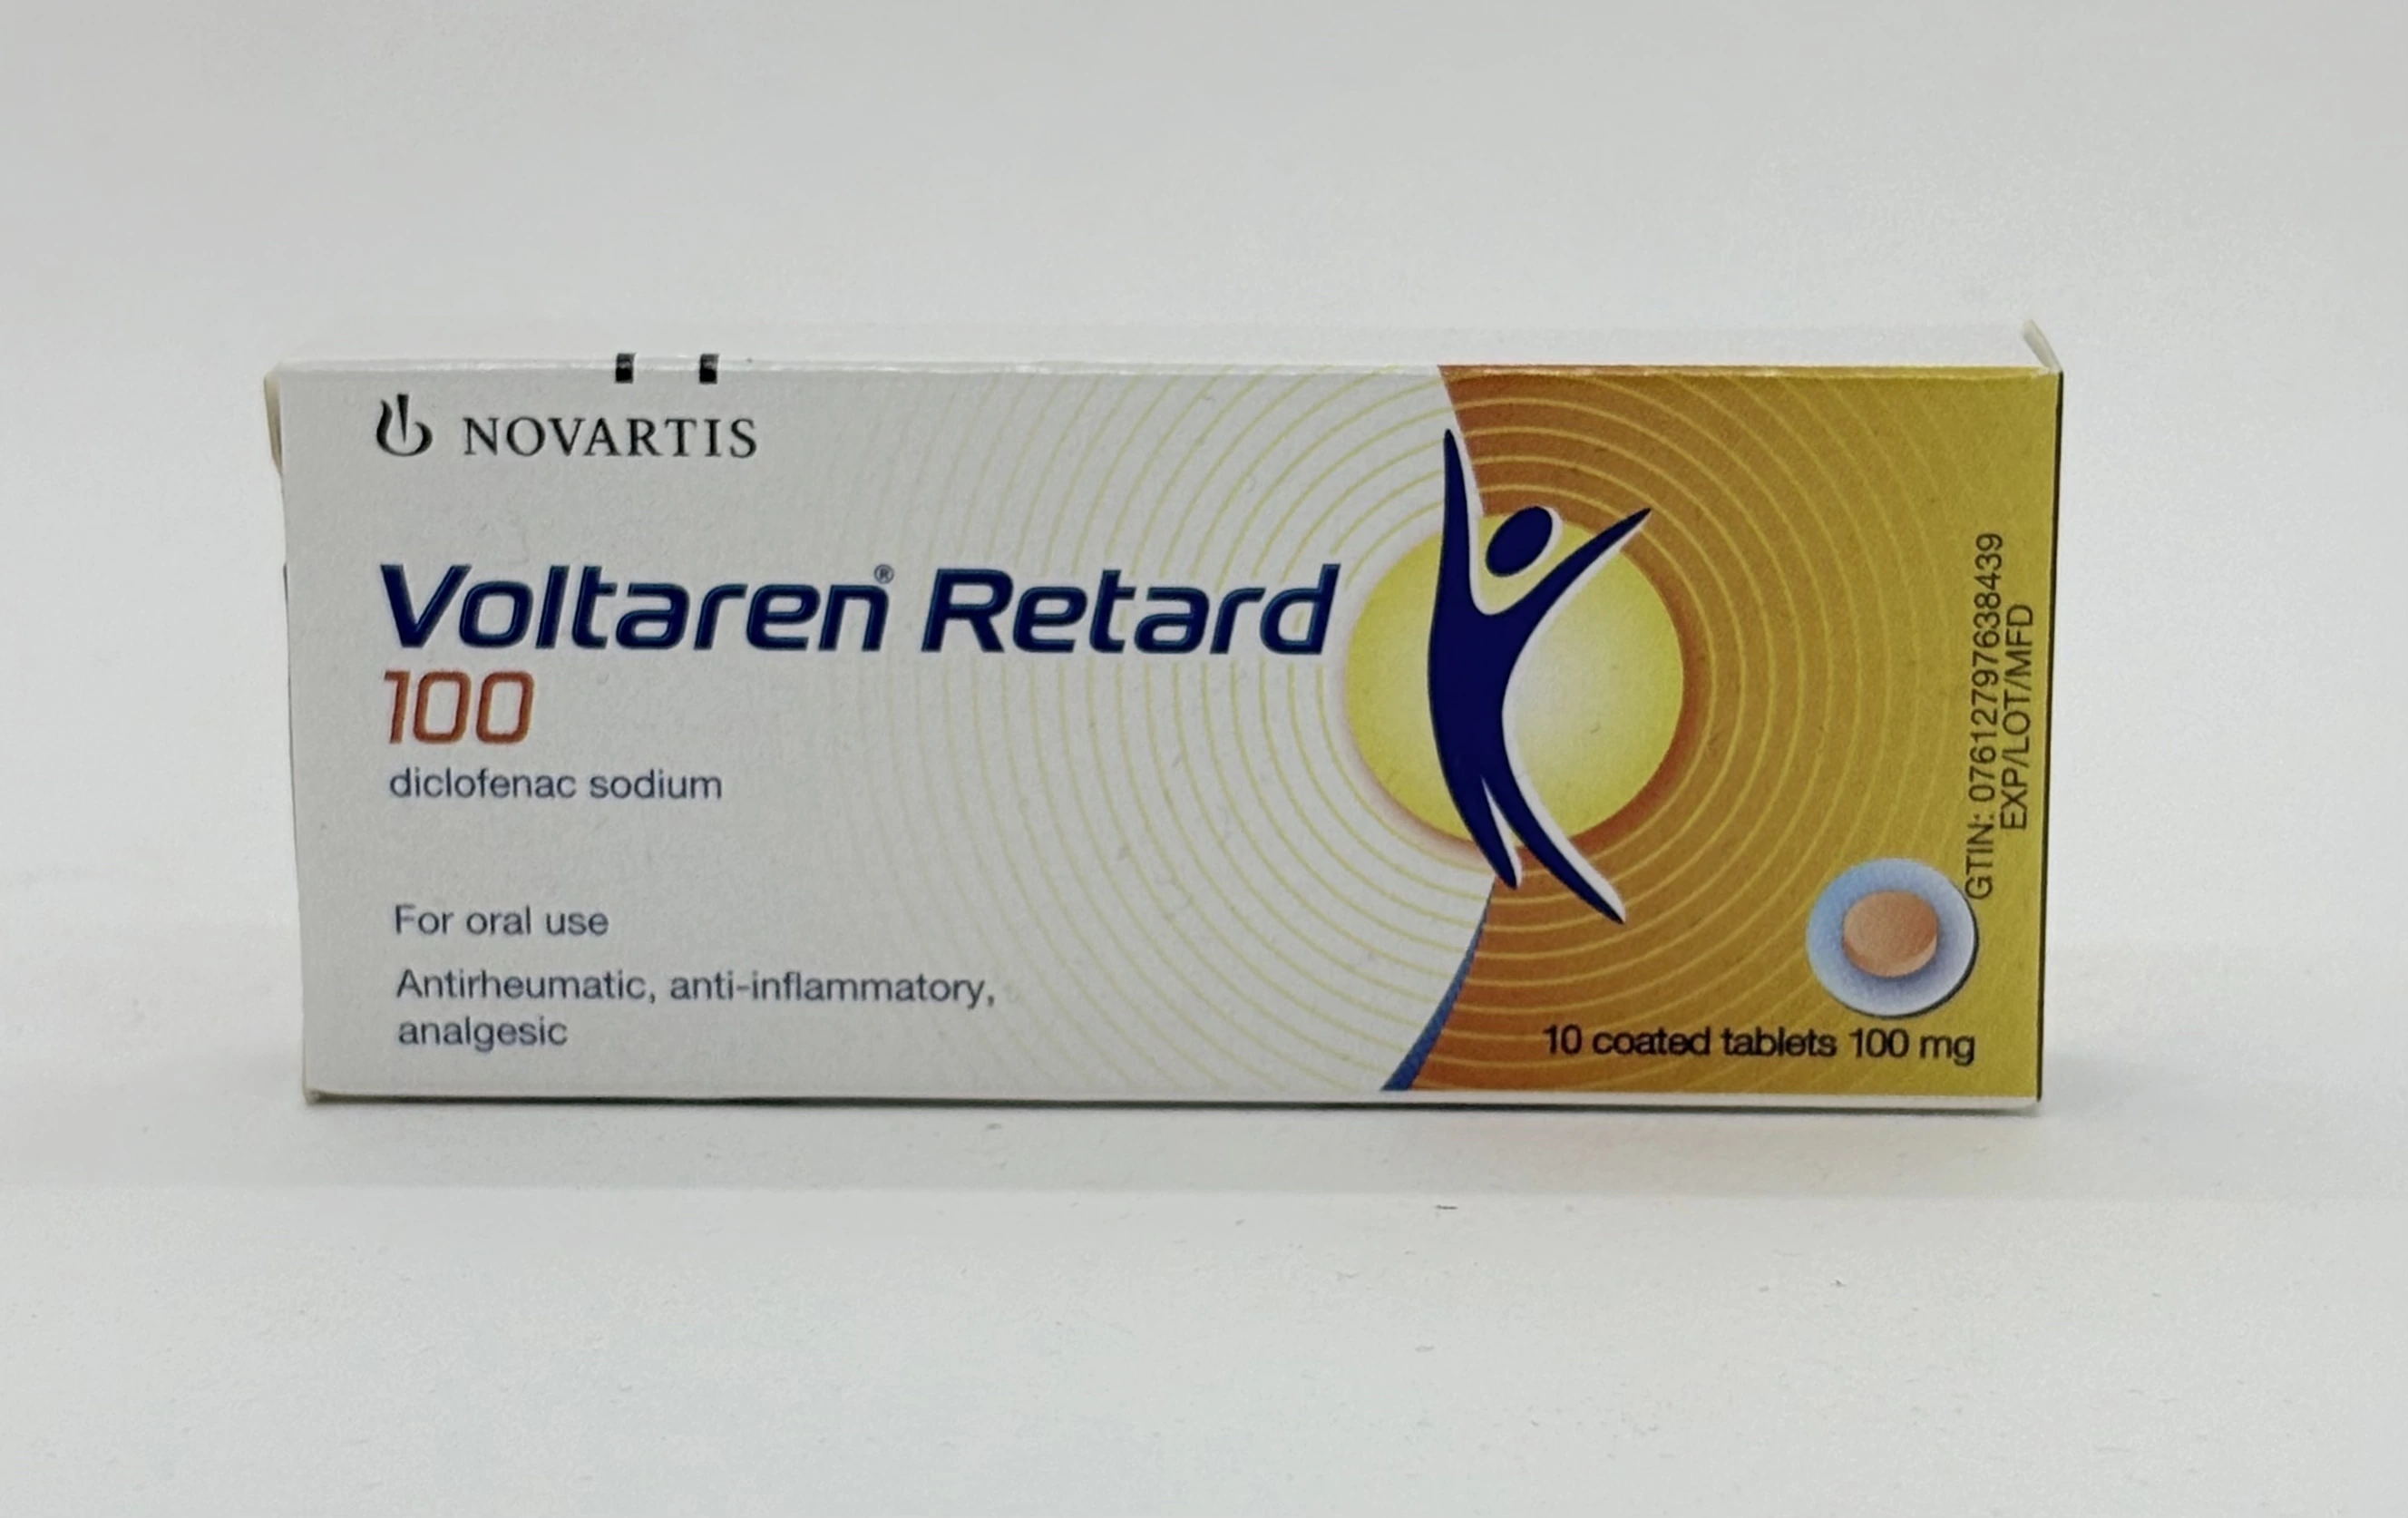 NOVARTIS
Voltaren® Retard
100
diclofenac sodium
For oral use
Antirheumatic, anti-inflammatory,
analgesic
10 coated tablets 100 mg
GTIN: 07612797638439
EXP/LOT/MFD